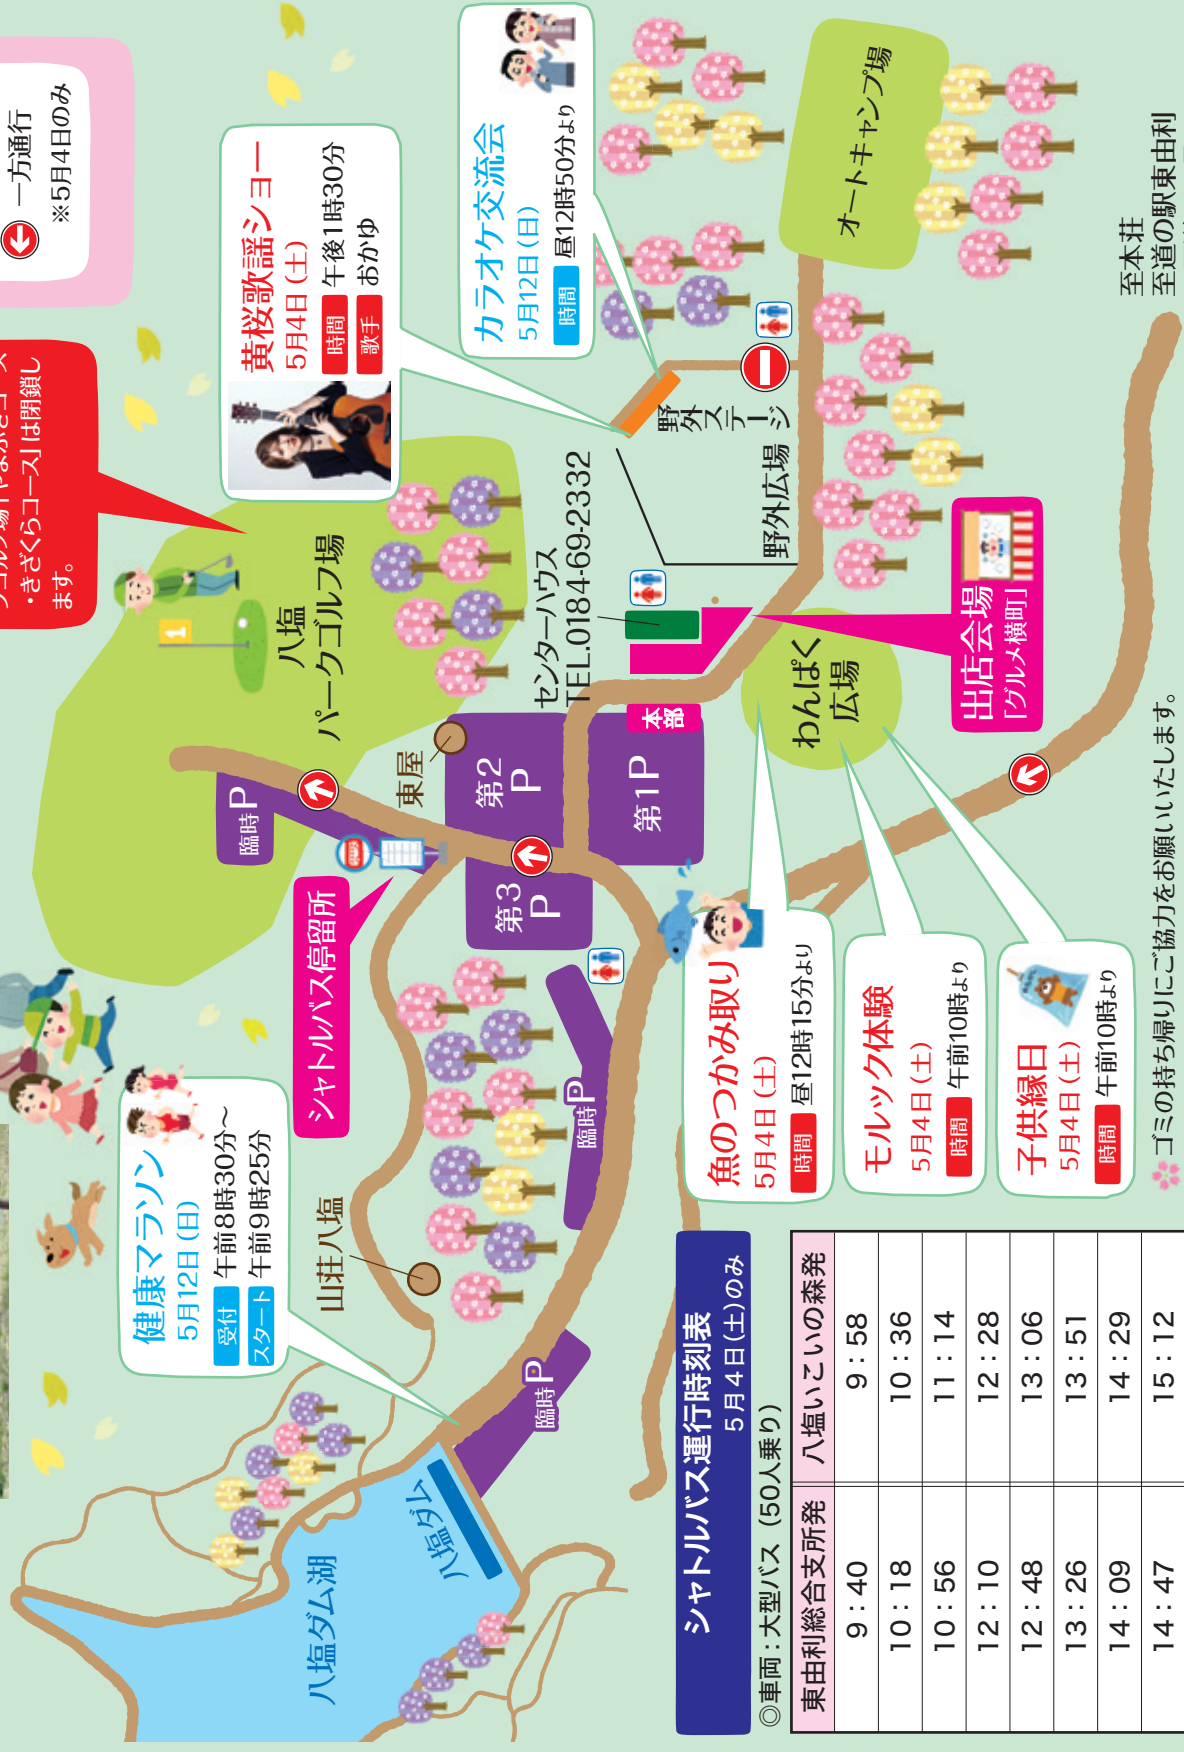 一方通行
※5月4日のみ
・きざくらコース」は閉鎖し
ます。
黄桜歌謡ショー
5月4日(土)
時間 午後1時30分
歌手 おかゆ
カラオケ交流会
5月12日(日)
時間 昼12時50分より
オートキャンプ場
至本荘
至道の駅東由利
八塩
パークゴルフ場
野外
ステージ
野外広場
センターハウス
TEL.0184-69-2332
出店会場
「グルメ横町」
わんぱく
広場
本部
第1P
第2
P
第3
P
東屋
臨時P
シャトルバス停留所
健康マラソン
5月12日(日)
受付 午前8時30分〜
スタート 午前9時25分
山荘八塩
臨時P
臨時P
八塩ダム
八塩ダム湖
魚のつかみ取り
5月4日(土)
時間 昼12時15分より
モルック体験
5月4日(土)
時間 午前10時より
子供縁日
5月4日(土)
時間 午前10時より
ゴミの持ち帰りにご協力をお願いいたします。
シャトルバス運行時刻表
5月4日(土)のみ
◎車両:大型バス(50人乗り)
東由利総合支所発 八塩いこいの森発
9:40 9:58
10:18 10:36
10:56 11:14
12:10 12:28
12:48 13:06
13:26 13:51
14:09 14:29
14:47 15:12